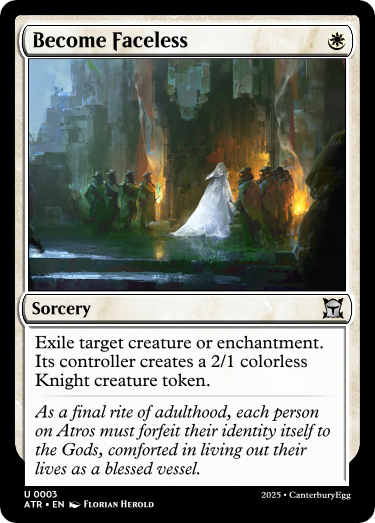 Become Faceless
Sorcery
Exile target creature or enchantment.
Its controller creates a 2/1 colorless
Knight creature token.
As a final rite of adulthood, each person
on Atros must forfeit their identity itself to
the Gods, comforted in living out their
lives as a blessed vessel.
U 0003
ATR • EN Florian Herold
2025 • CanterburyEgg